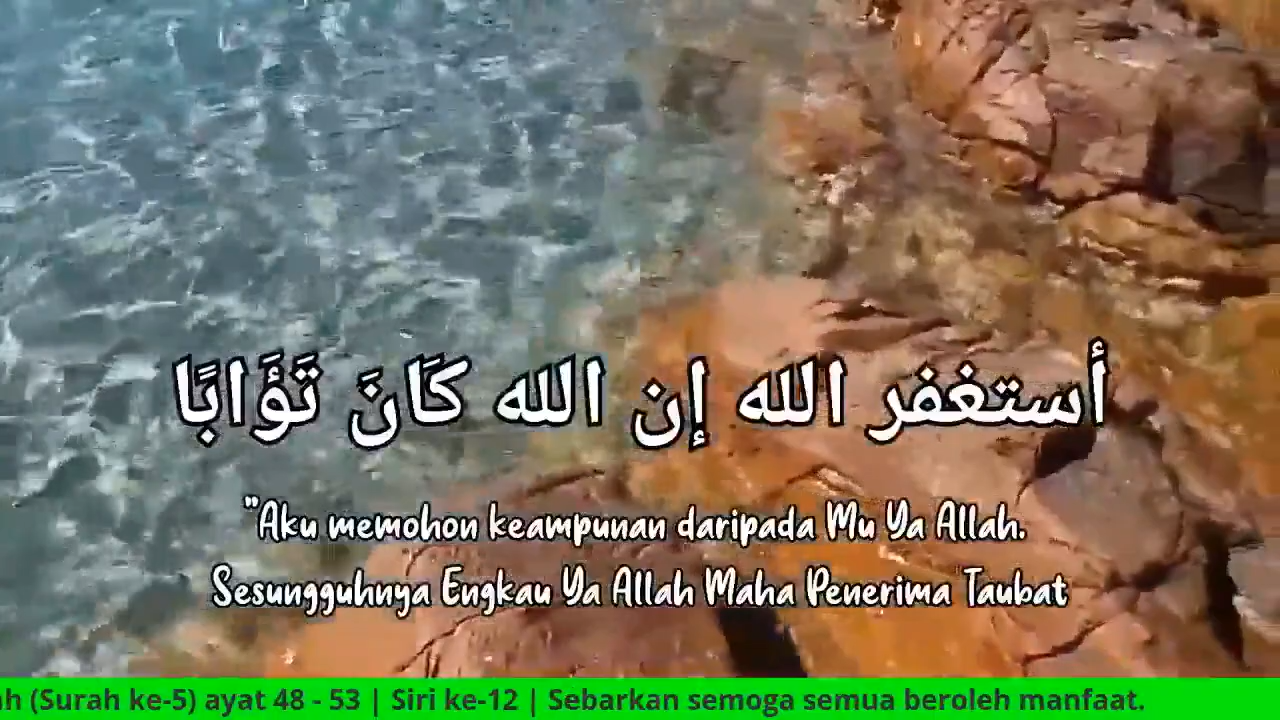 أستغفر الله إن الله كَانَ تَؤَابًا
"Aku memohon keampunan daripada Mu Ya Allah.
Sesungguhnya Engkau Ya Allah Maha Penerima Taubat
(Surah ke-5) ayat 48 - 53 | Siri ke-12 | Sebarkan semoga semua beroleh manfaat.